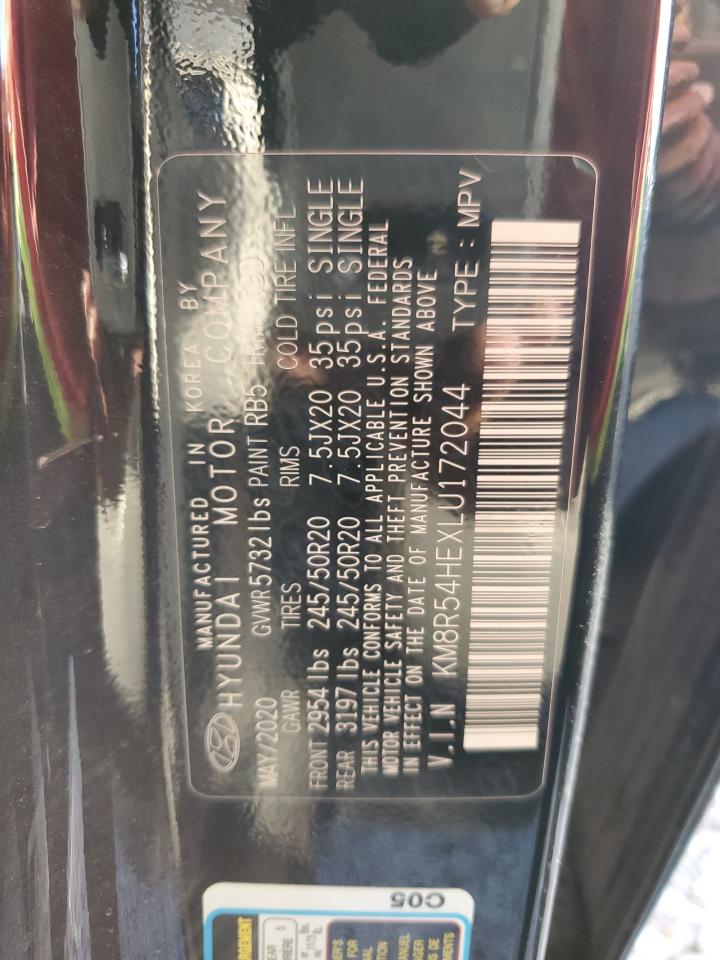 MANUFACTURED IN KOREA BY
HYUNDAI MOTOR COMPANY
MAY/2020 GVWR 5732 lbs PAINT RB5
GAWR TIRES RIMS COLD TIRE INFL
FRONT 2954 lbs 245/50R20 7.5JX20 35psi SINGLE
REAR 3197 lbs 245/50R20 7.5JX20 35psi SINGLE
THIS VEHICLE CONFORMS TO ALL APPLICABLE U.S.A. FEDERAL
MOTOR VEHICLE SAFETY AND THEFT PREVENTION STANDARDS
IN EFFECT ON THE DATE OF MANUFACTURE SHOWN ABOVE
V.I.N KM8R54HEXLU172044 TYPE : MPV
C05